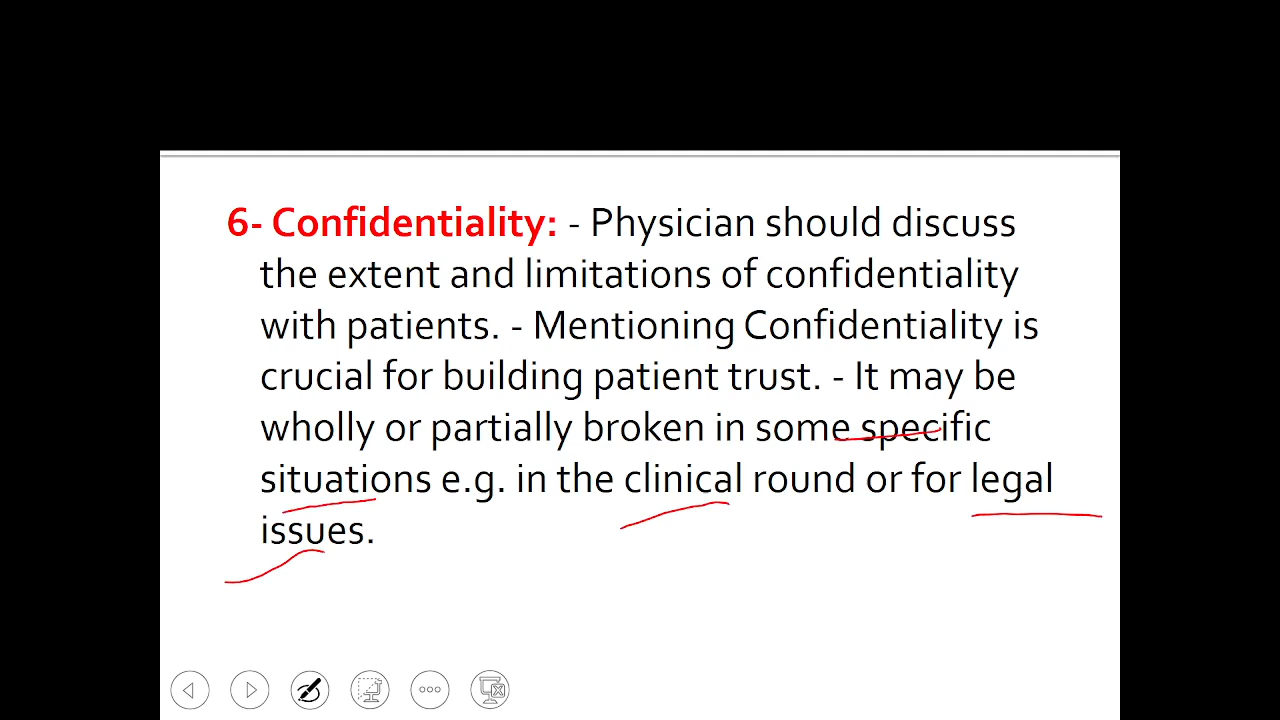 6- Confidentiality: - Physician should discuss
the extent and limitations of confidentiality
with patients. - Mentioning Confidentiality is
crucial for building patient trust. - It may be
wholly or partially broken in some specific
situations e.g. in the clinical round or for legal
issues.